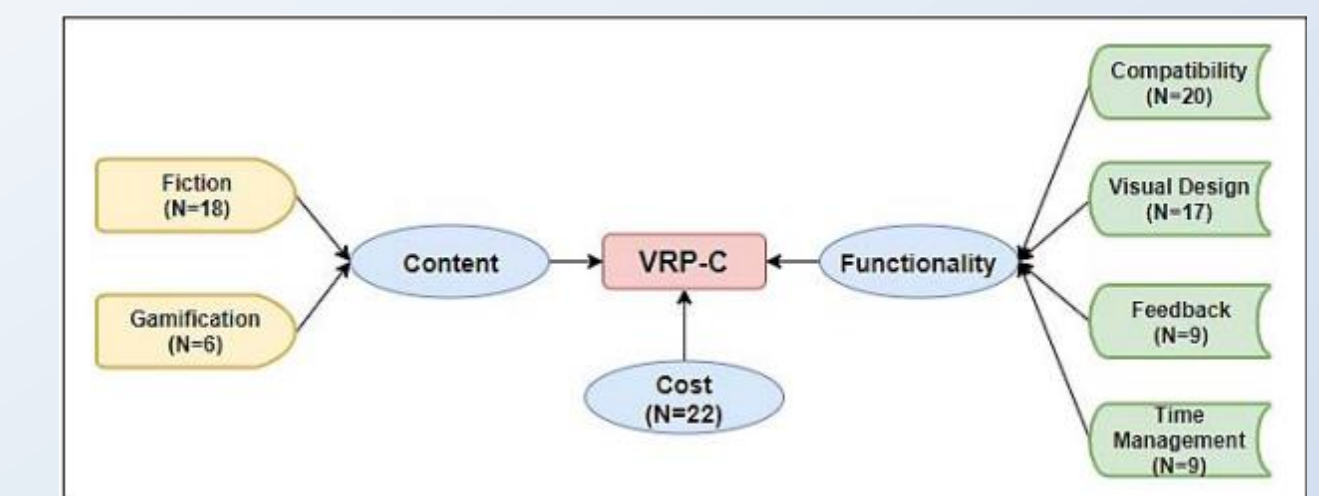 Fiction
(N=18)
Gamification
(N=6)
Content
VRP-C
Cost
(N=22)
Functionality
Compatibility
(N=20)
Visual Design
(N=17)
Feedback
(N=9)
Time
Management
(N=9)